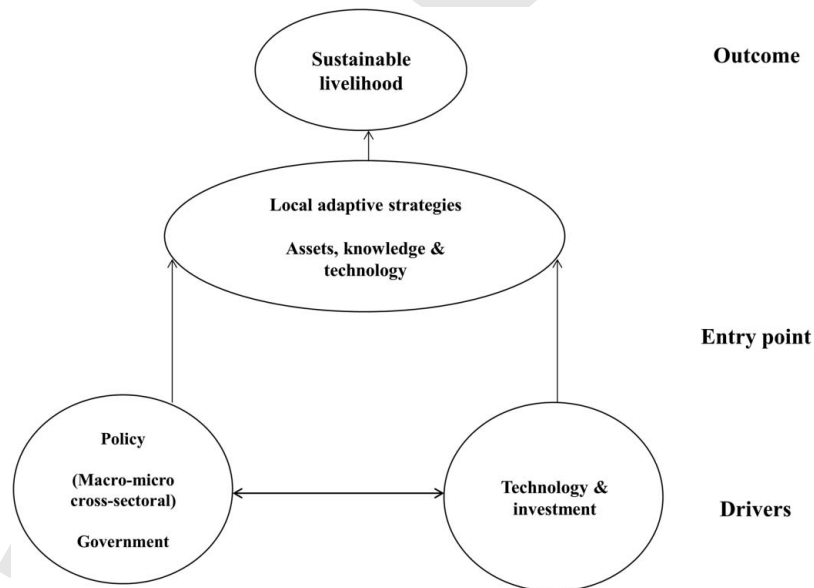 Sustainable
livelihood
Outcome
Local adaptive strategies
Assets, knowledge &
technology
Entry point
Policy
(Macro-micro
cross-sectoral)
Government
Technology &
investment
Drivers